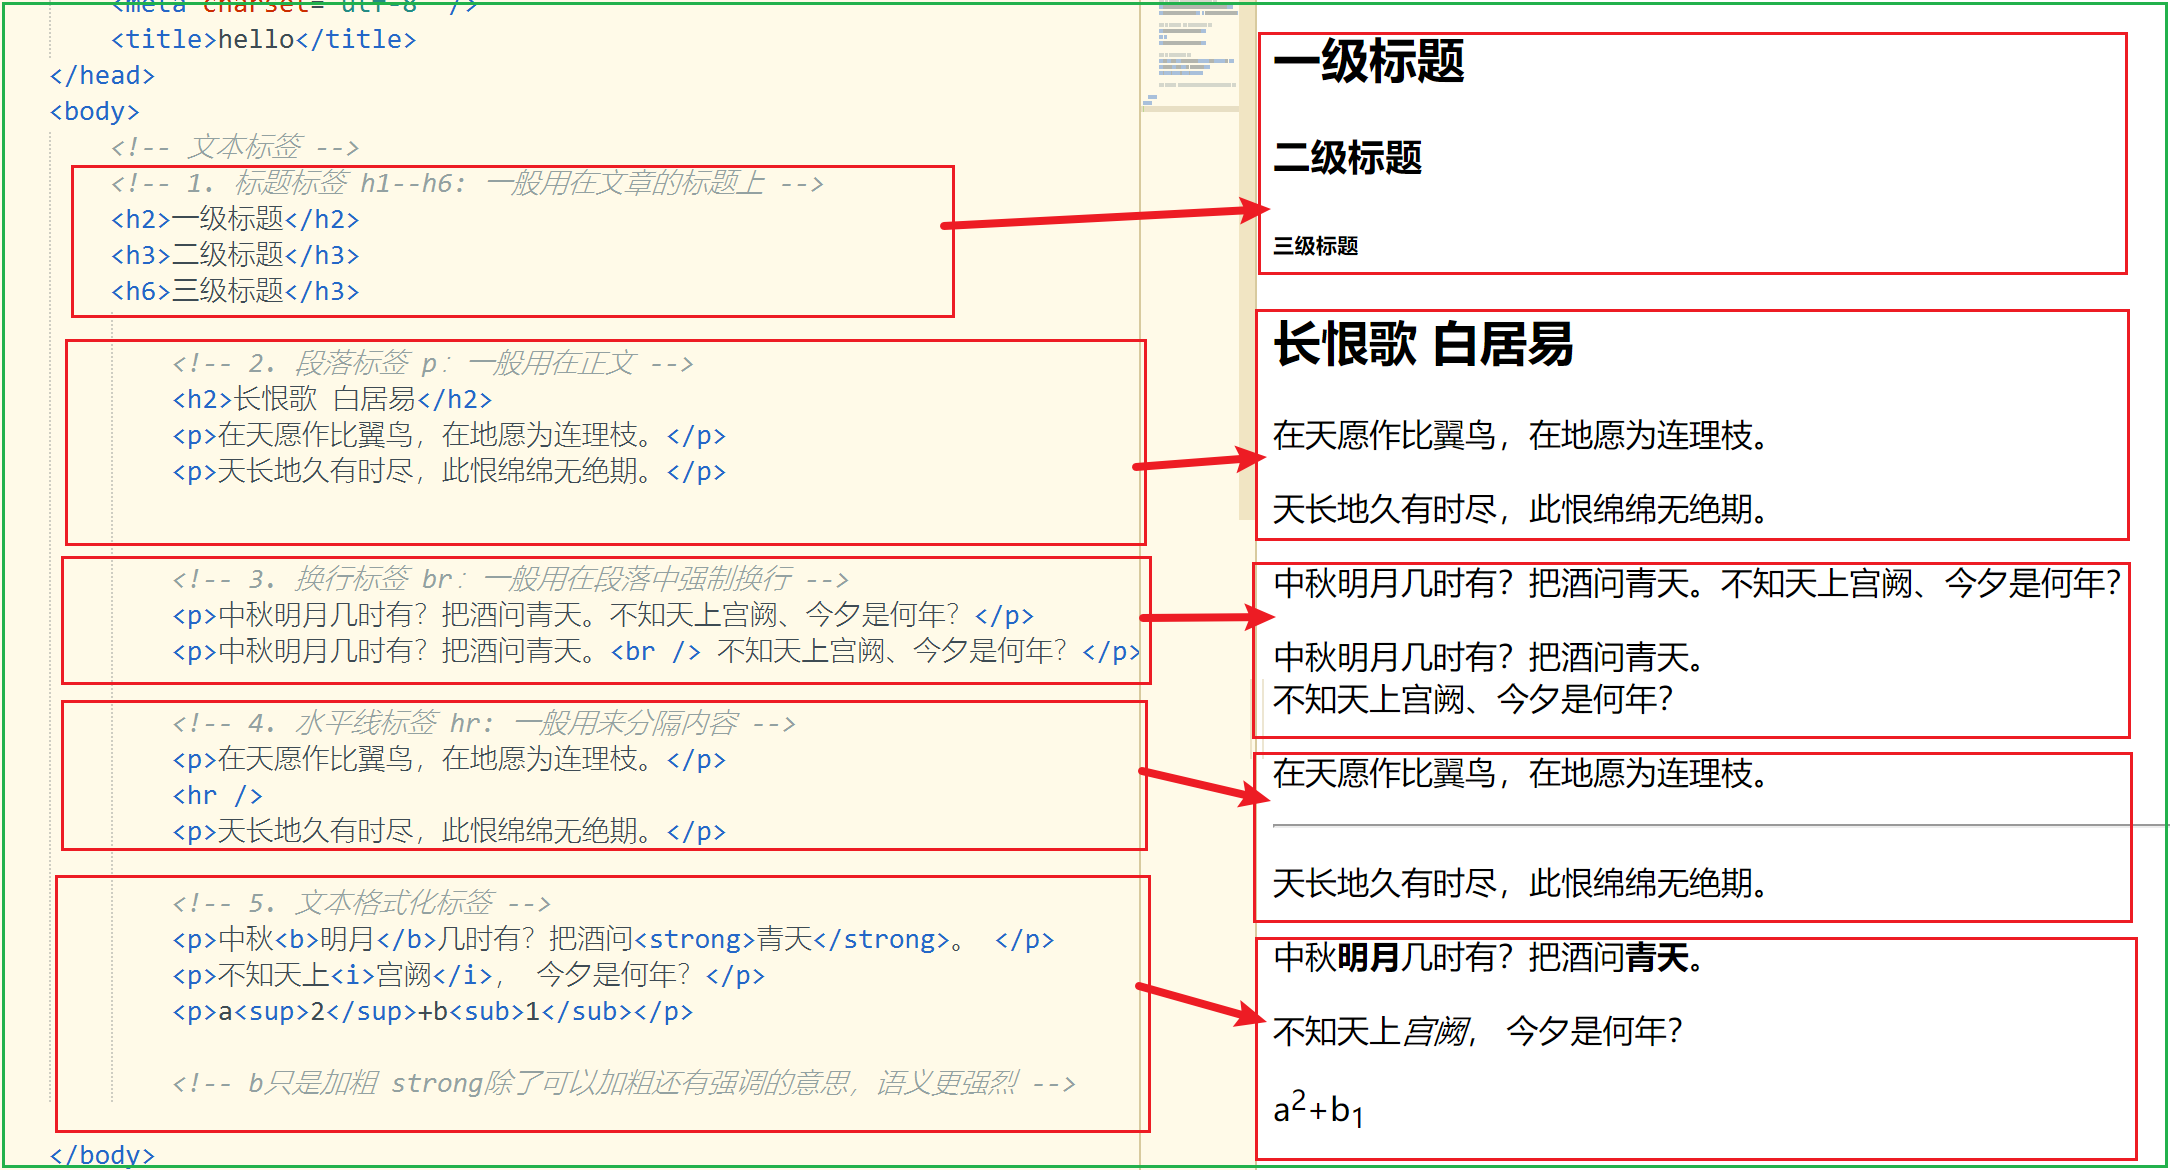 <meta charset="utf-8" />
<title>hello</title>
</head>
<body>
<!-- 文本标签 -->
<!-- 1. 标题标签 h1--h6: 一般用在文章的标题上 -->
<h2>一级标题</h2>
<h3>二级标题</h3>
<h6>三级标题</h3>
<!-- 2. 段落标签 p: 一般用在正文 -->
<h2>长恨歌 白居易</h2>
<p>在天愿作比翼鸟，在地愿为连理枝。</p>
<p>天长地久有时尽，此恨绵绵无绝期。</p>
<!-- 3. 换行标签 br: 一般用在段落中强制换行 -->
<p>中秋明月几时有？把酒问青天。不知天上宫阙、今夕是何年？</p>
<p>中秋明月几时有？把酒问青天。<br /> 不知天上宫阙、今夕是何年？</p>
<!-- 4. 水平线标签 hr: 一般用来分隔内容 -->
<p>在天愿作比翼鸟，在地愿为连理枝。</p>
<hr />
<p>天长地久有时尽，此恨绵绵无绝期。</p>
<!-- 5. 文本格式化标签 -->
<p>中秋<b>明月</b>几时有？把酒问<strong>青天</strong>。 </p>
<p>不知天上<i>宫阙</i>， 今夕是何年？</p>
<p>a<sup>2</sup>+b<sub>1</sub></p>
<!-- b只是加粗 strong除了可以加粗还有强调的意思，语义更强烈 -->
</body>
一级标题
二级标题
三级标题
长恨歌 白居易
在天愿作比翼鸟，在地愿为连理枝。
天长地久有时尽，此恨绵绵无绝期。
中秋明月几时有？把酒问青天。不知天上宫阙、今夕是何年？
中秋明月几时有？把酒问青天。
不知天上宫阙、今夕是何年？
在天愿作比翼鸟，在地愿为连理枝。
天长地久有时尽，此恨绵绵无绝期。
中秋明月几时有？把酒问青天。
不知天上宫阙， 今夕是何年？
a²+b₁